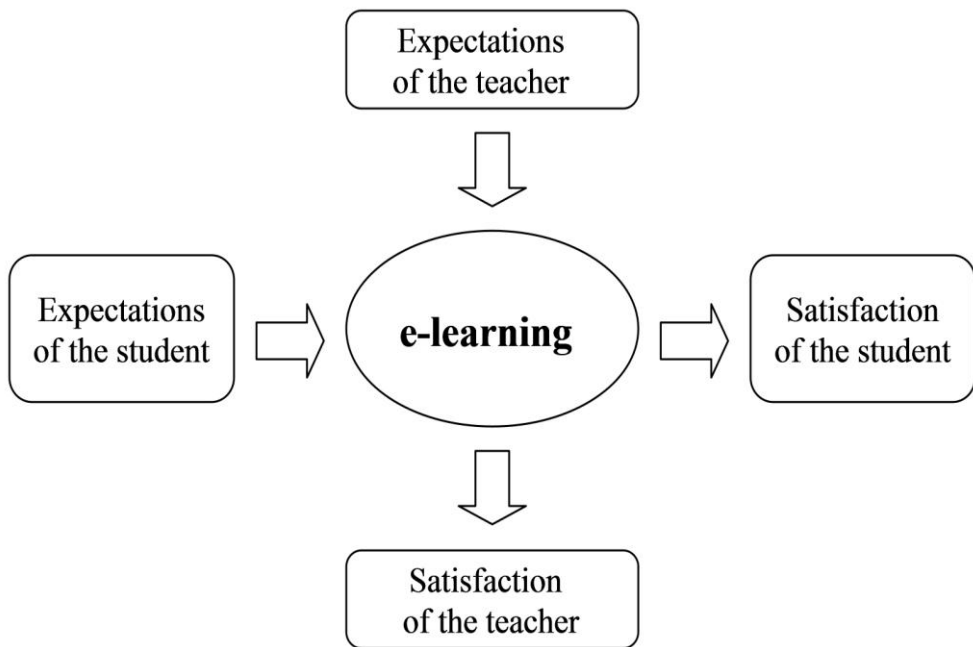 Expectations
of the teacher
Expectations
of the student
e-learning
Satisfaction
of the student
Satisfaction
of the teacher